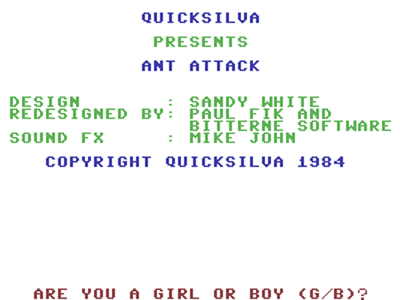 QUICKSILVA
PRESENTS
ANT ATTACK
DESIGN : SANDY WHITE
REDESIGNED BY: PAUL FIK AND
BITTERNE SOFTWARE
SOUND FX : MIKE JOHN
COPYRIGHT QUICKSILVA 1984
ARE YOU A GIRL OR BOY (G/B)?